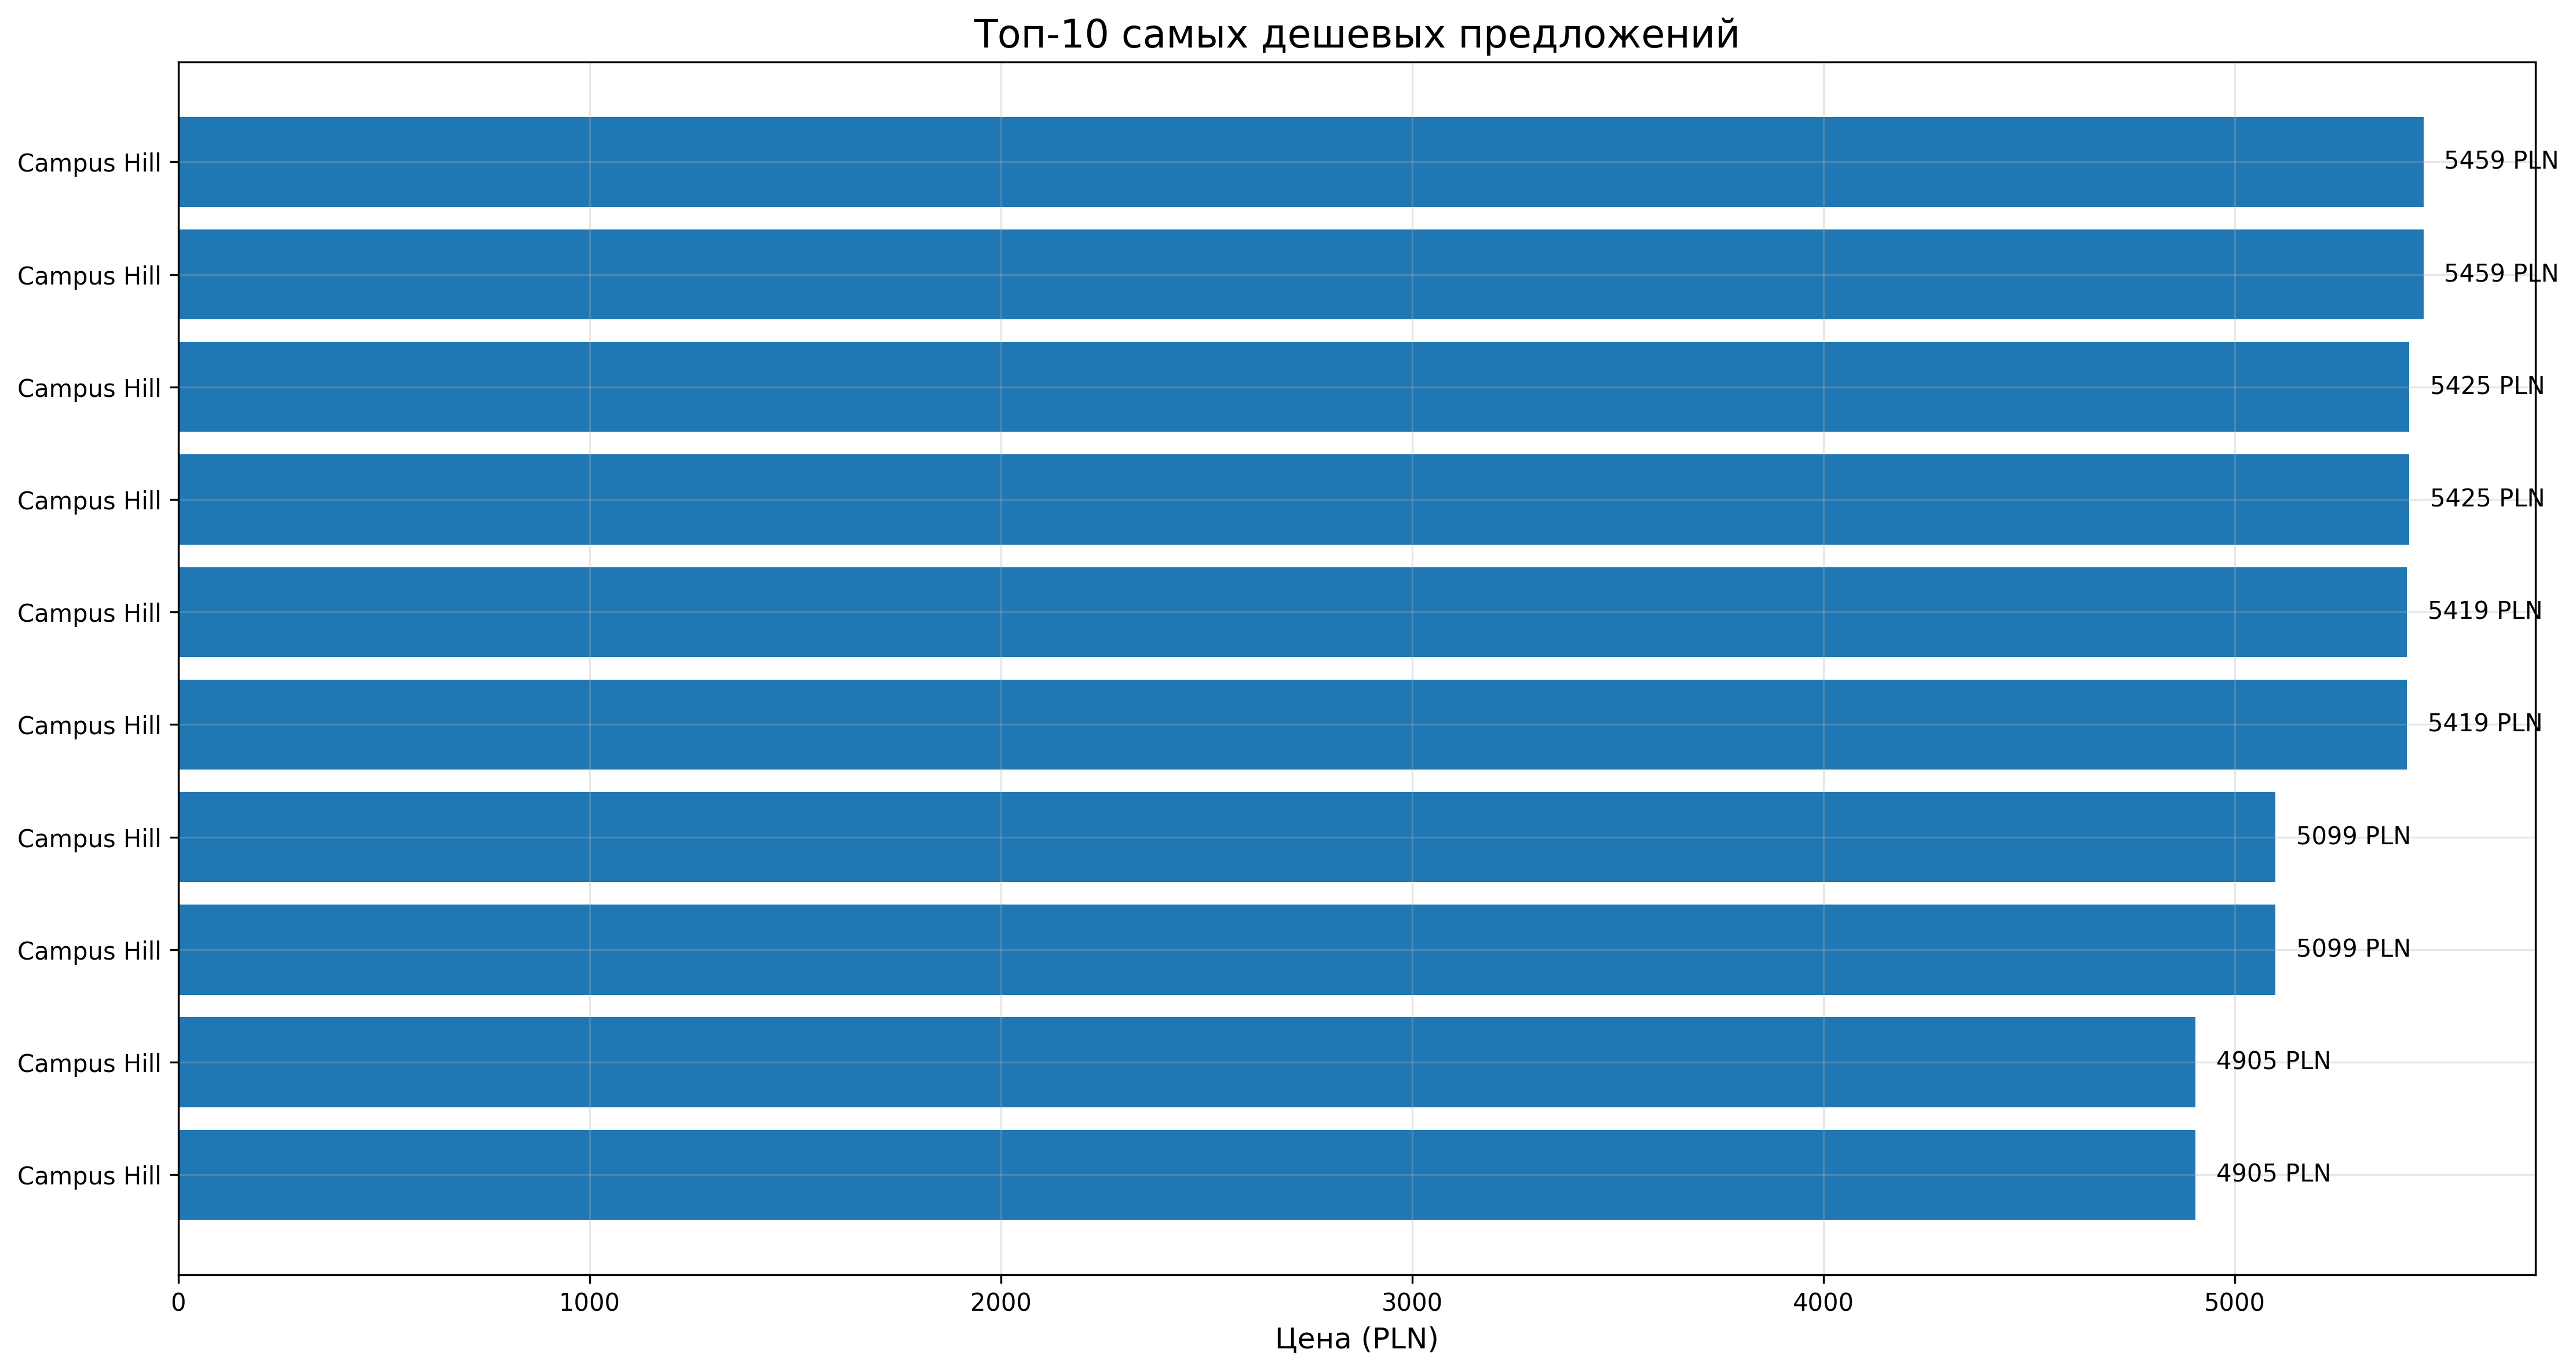 Топ-10 самых дешевых предложений
Campus Hill 5459 PLN
Campus Hill 5459 PLN
Campus Hill 5425 PLN
Campus Hill 5425 PLN
Campus Hill 5419 PLN
Campus Hill 5419 PLN
Campus Hill 5099 PLN
Campus Hill 5099 PLN
Campus Hill 4905 PLN
Campus Hill 4905 PLN
0 1000 2000 3000 4000 5000
Цена (PLN)